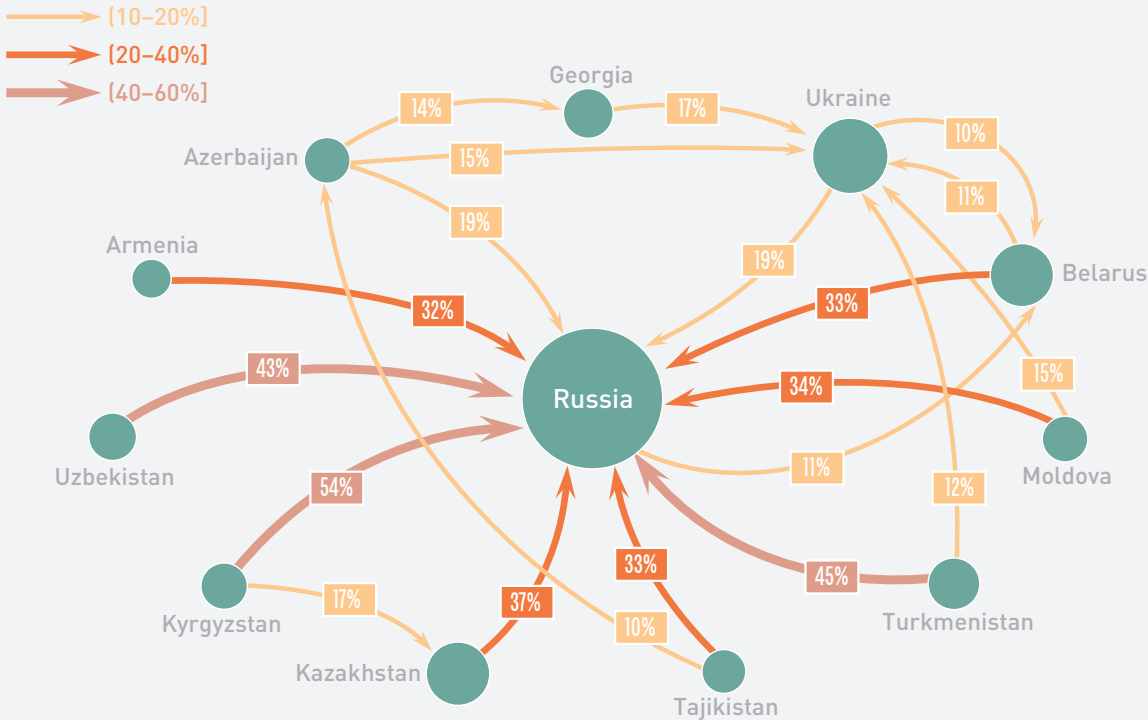 (10–20%]
(20–40%]
(40–60%]
Georgia
Ukraine
14%
17%
10%
Azerbaijan
15%
11%
19%
Armenia
19%
Belarus
32%
33%
43%
15%
34%
Russia
Uzbekistan
11%
Moldova
54%
12%
33%
45%
17%
37%
Kyrgyzstan
10%
Turkmenistan
Kazakhstan
Tajikistan